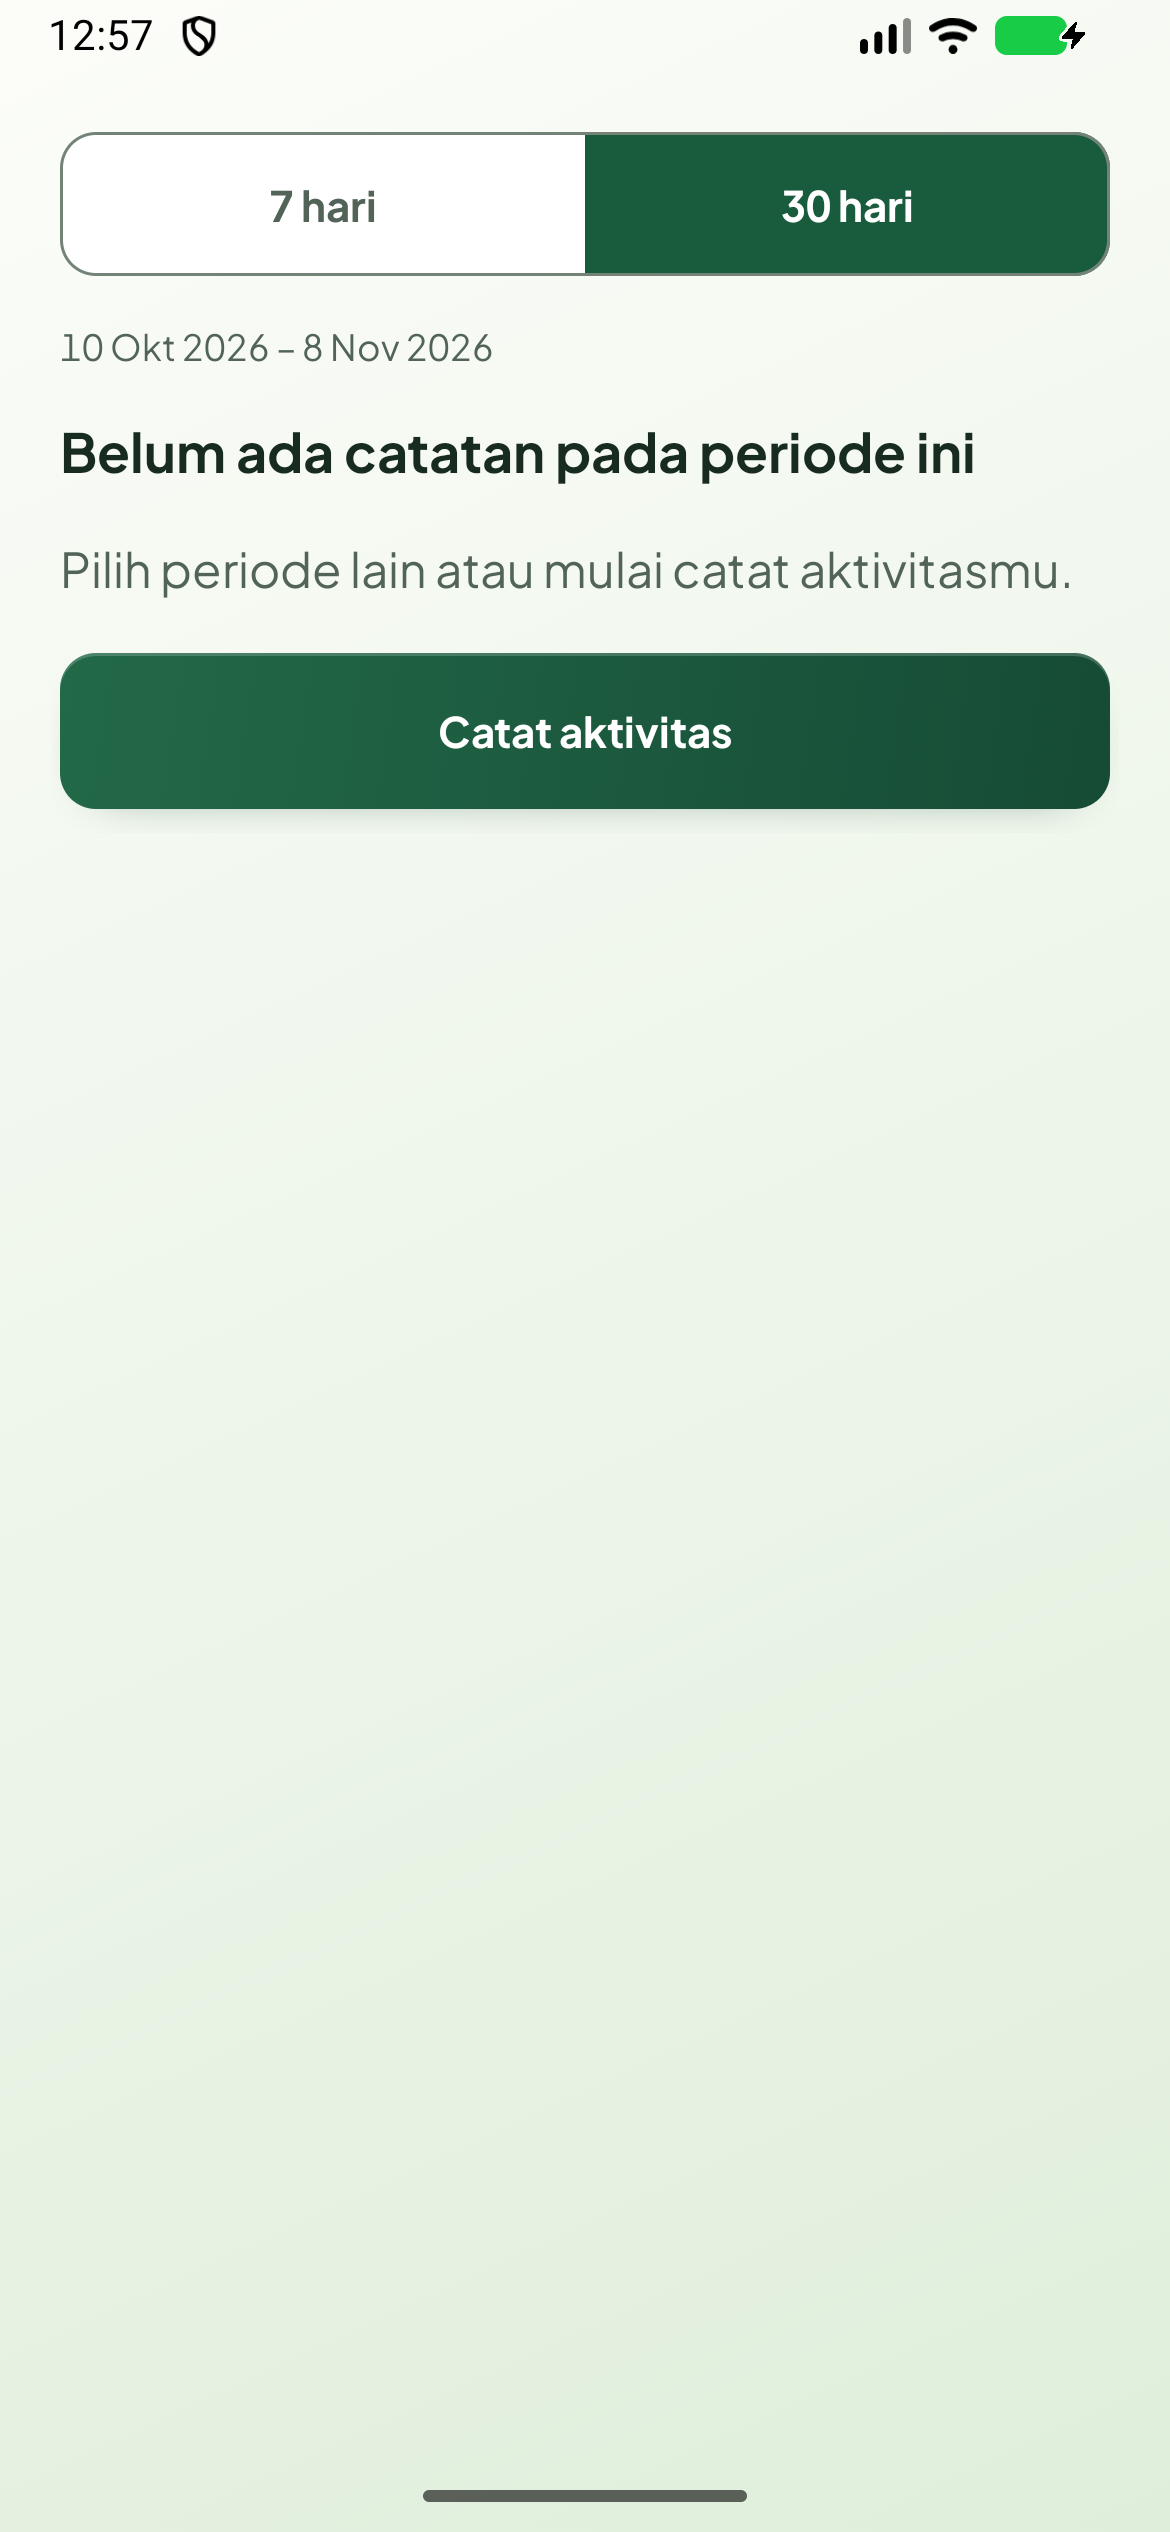 12:57
7 hari
30 hari
10 Okt 2026 – 8 Nov 2026
Belum ada catatan pada periode ini
Pilih periode lain atau mulai catat aktivitasmu.
Catat aktivitas